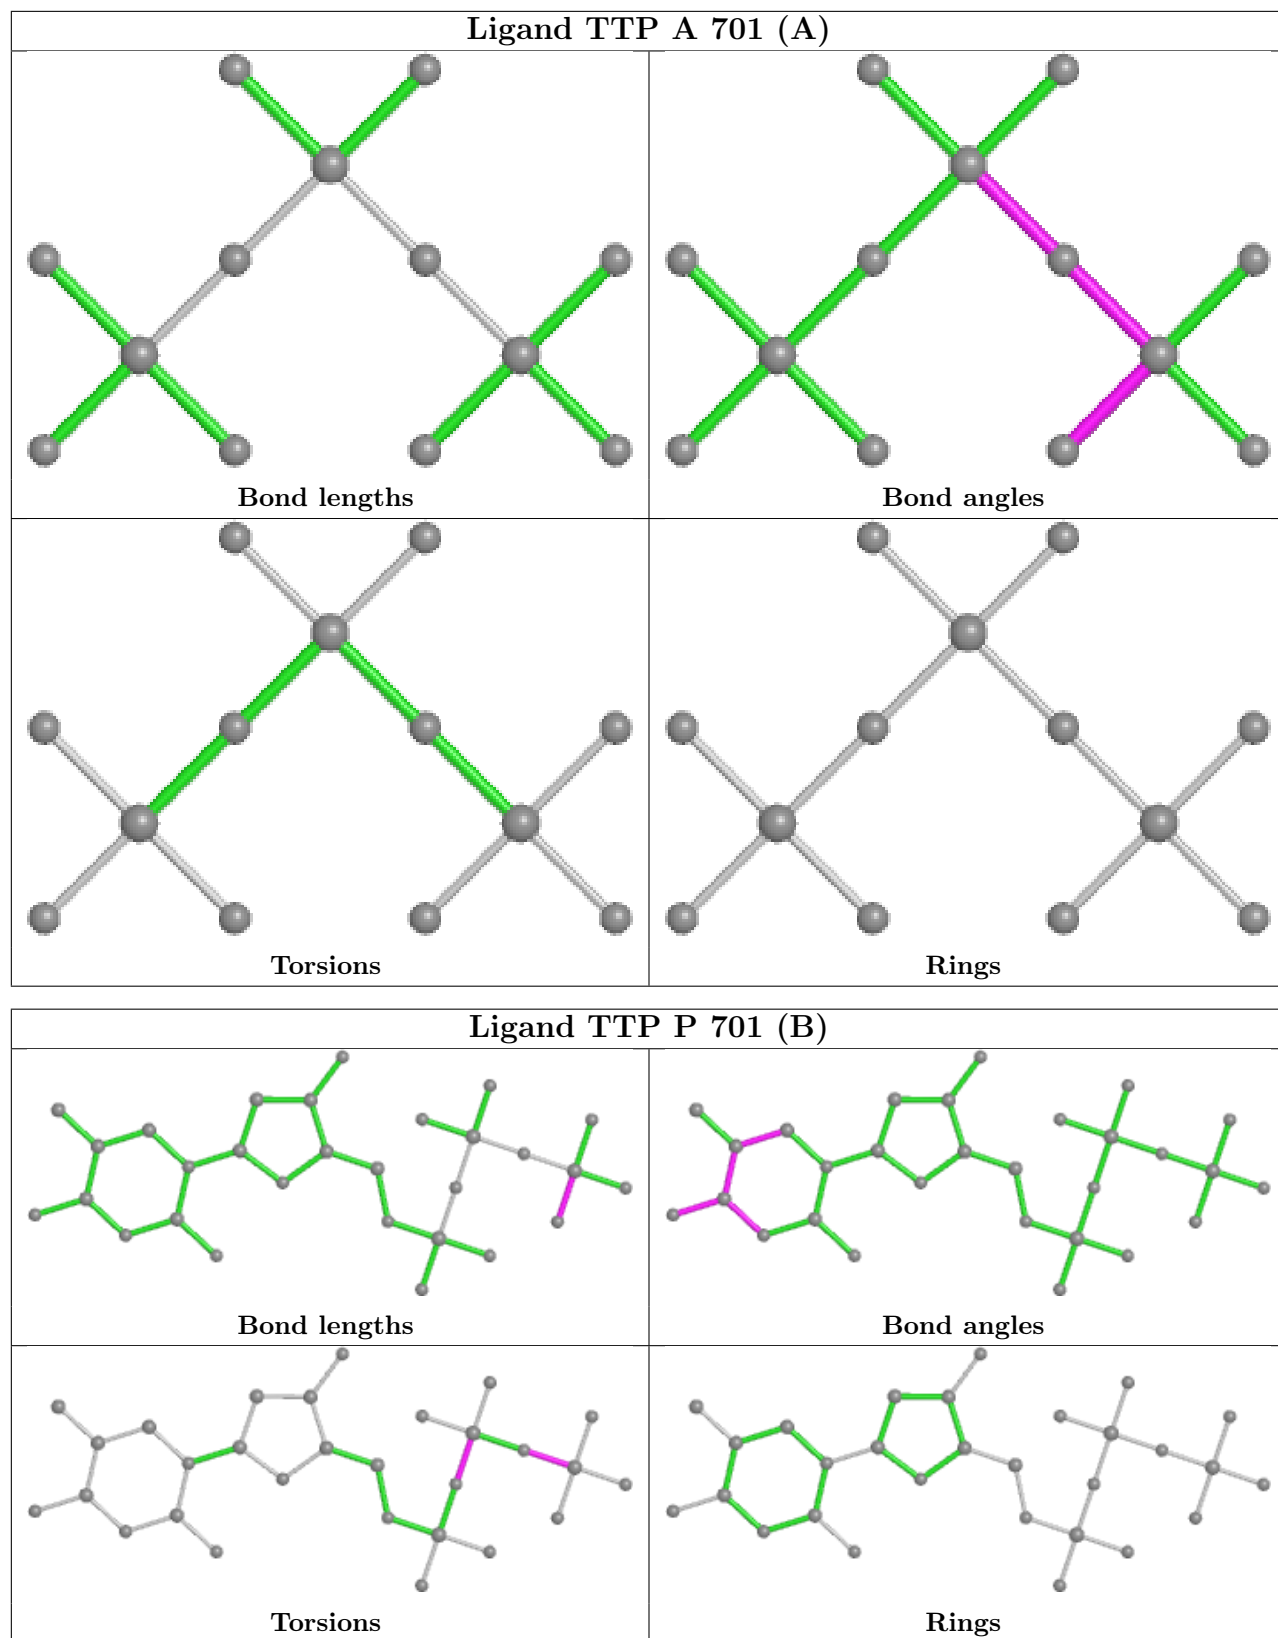 Ligand TTP A 701 (A)
Bond lengths
Bond angles
Torsions
Rings
Ligand TTP P 701 (B)
Bond lengths
Bond angles
Torsions
Rings